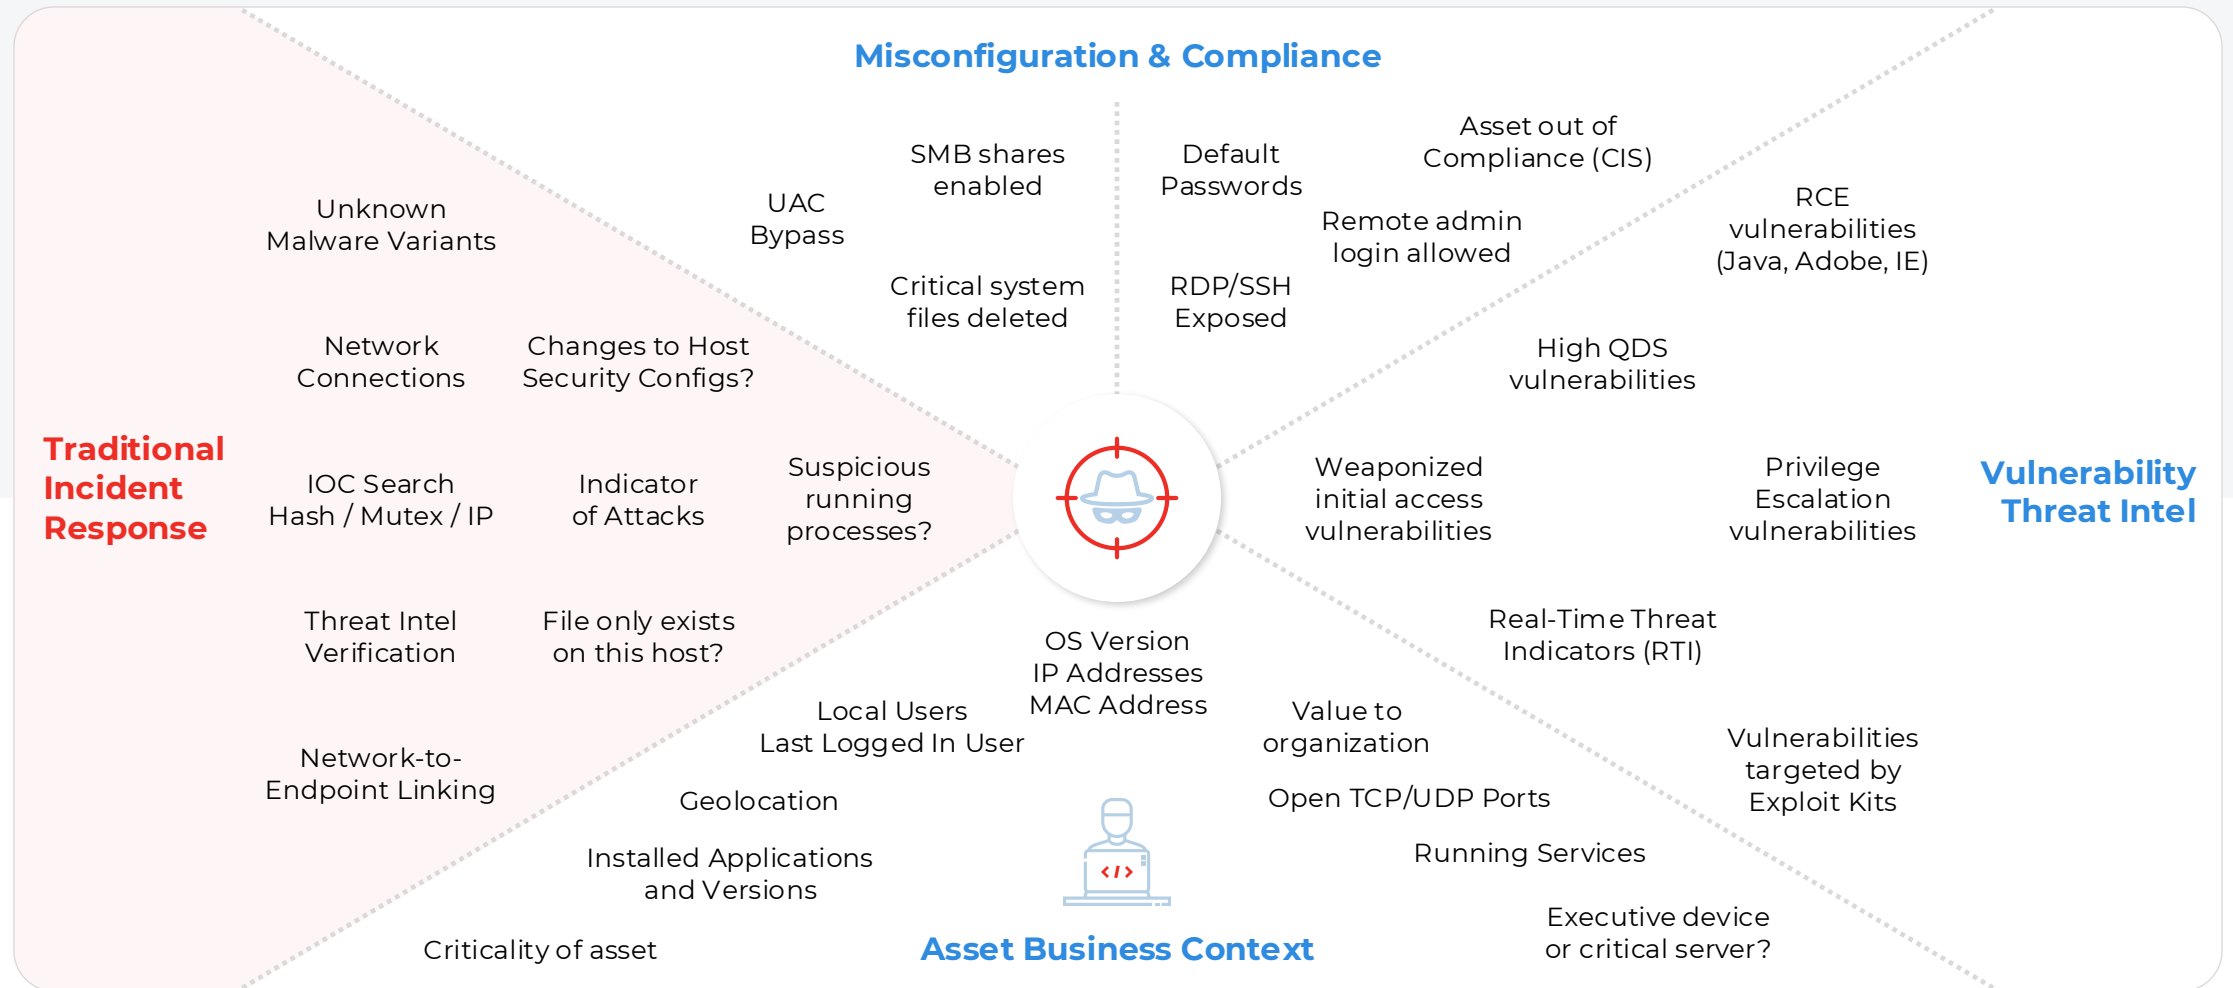 Misconfiguration & Compliance
SMB shares
enabled
UAC
Bypass
Critical system
files deleted
Default
Passwords
Asset out of
Compliance (CIS)
Remote admin
login allowed
RDP/SSH
Exposed
Traditional
Incident
Response
Unknown
Malware Variants
Network
Connections
Changes to Host
Security Configs?
IOC Search
Hash / Mutex / IP
Indicator
of Attacks
Suspicious
running
processes?
Threat Intel
Verification
File only exists
on this host?
Network-to-
Endpoint Linking
Vulnerability
Threat Intel
RCE
vulnerabilities
(Java, Adobe, IE)
High QDS
vulnerabilities
Weaponized
initial access
vulnerabilities
Privilege
Escalation
vulnerabilities
Real-Time Threat
Indicators (RTI)
Vulnerabilities
targeted by
Exploit Kits
OS Version
IP Addresses
MAC Address
Local Users
Last Logged In User
Geolocation
Installed Applications
and Versions
Criticality of asset
Value to
organization
Open TCP/UDP Ports
Running Services
Executive device
or critical server?
</>
Asset Business Context